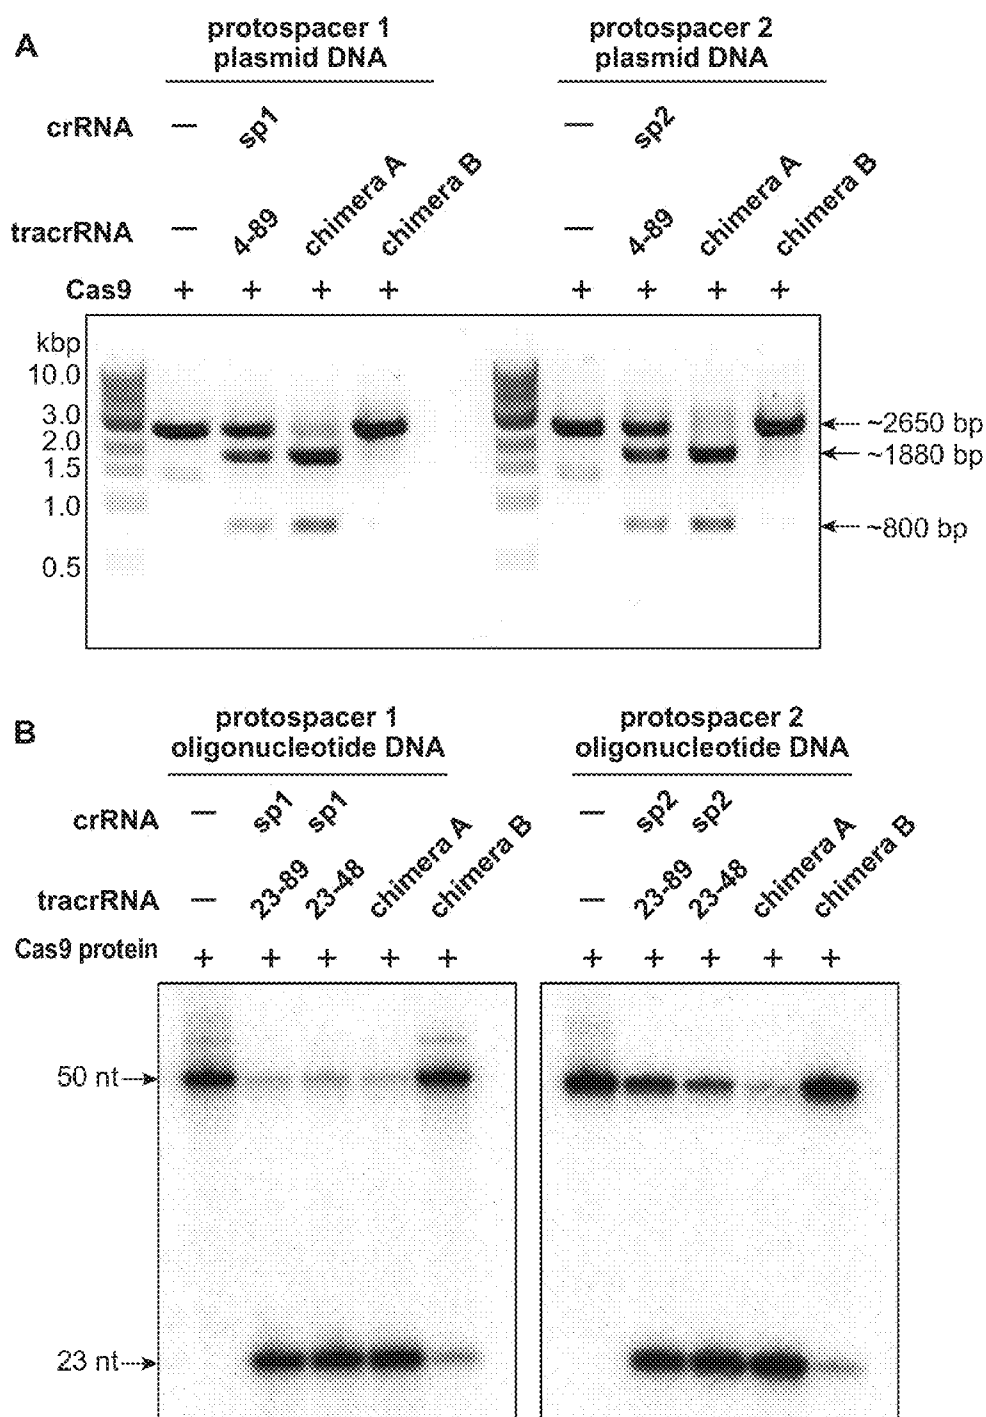 A
protospacer 1
plasmid DNA
protospacer 2
plasmid DNA
crRNA — sp1 — sp2
tracrRNA — 4-89 chimera A chimera B — 4-89 chimera A chimera B
Cas9 + + + + + + + +
kbp
10.0
3.0
2.0
1.5
1.0
0.5
~2650 bp
~1880 bp
~800 bp
B
protospacer 1
oligonucleotide DNA
protospacer 2
oligonucleotide DNA
crRNA — sp1 sp1 — sp2 sp2
tracrRNA — 23-89 23-48 chimera A chimera B — 23-89 23-48 chimera A chimera B
Cas9 protein + + + + + + + + + +
50 nt
23 nt